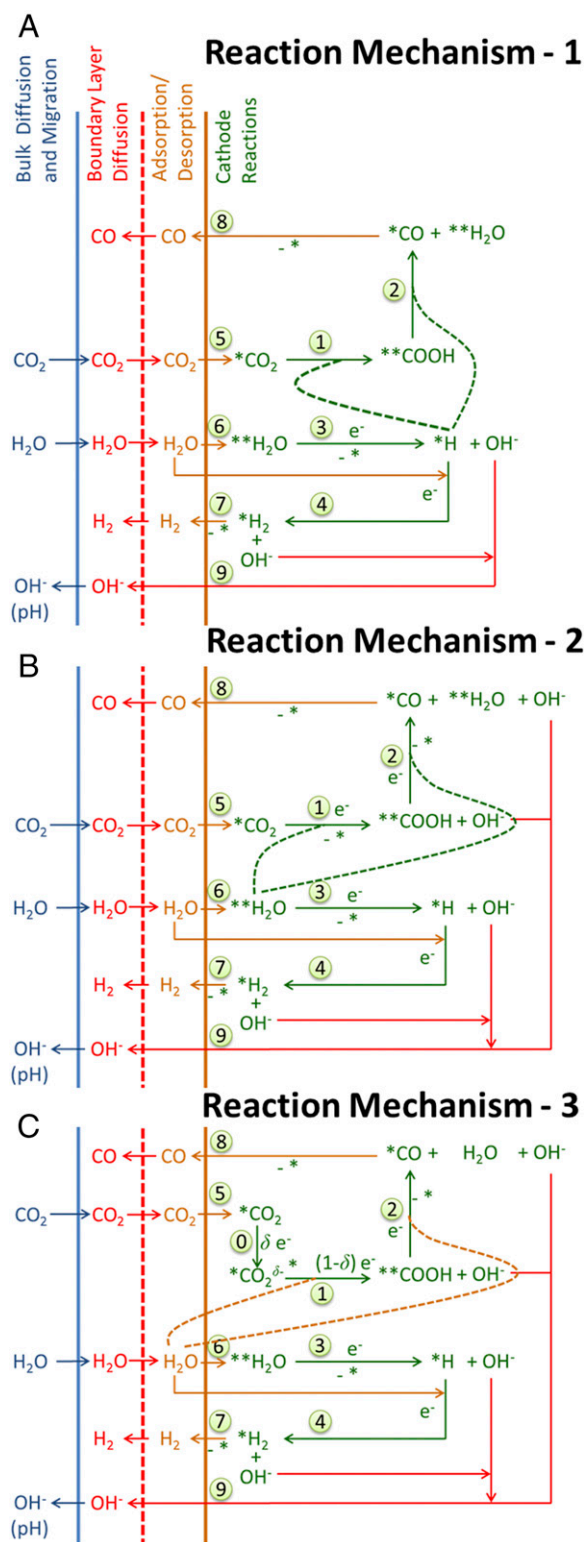 A
Reaction Mechanism - 1
Bulk Diffusion
and Migration
Boundary Layer
Diffusion
Adsorption/
Desorption
Cathode
Reactions
CO CO 8 - * *CO + **H₂O
2
CO₂ CO₂ CO₂ 5 *CO₂ 1 **COOH
H₂O H₂O H₂O 6 **H₂O 3 e⁻ - * *H + OH⁻
e⁻
H₂ H₂ 7 - * *H₂ 4
+
OH⁻
9
OH⁻ OH⁻
(pH)
Reaction Mechanism - 2
B
CO CO 8 - * *CO + **H₂O + OH⁻
2 e⁻ - *
CO₂ CO₂ CO₂ 5 *CO₂ 1 e⁻ - * **COOH + OH⁻
H₂O H₂O H₂O 6 **H₂O 3 e⁻ - * *H + OH⁻
e⁻
H₂ H₂ 7 - * *H₂ 4
+
OH⁻
9
OH⁻ OH⁻
(pH)
Reaction Mechanism - 3
C
CO CO 8 - * *CO + H₂O + OH⁻
CO₂ CO₂ CO₂ 5 *CO₂
2 e⁻ - *
0 δ e⁻
*CO₂δ⁻ - * (1-δ) e⁻ 1 **COOH + OH⁻
H₂O H₂O H₂O 6 **H₂O 3 e⁻ - * *H + OH⁻
e⁻
H₂ H₂ 7 - * *H₂ 4
+
OH⁻
9
OH⁻ OH⁻
(pH)